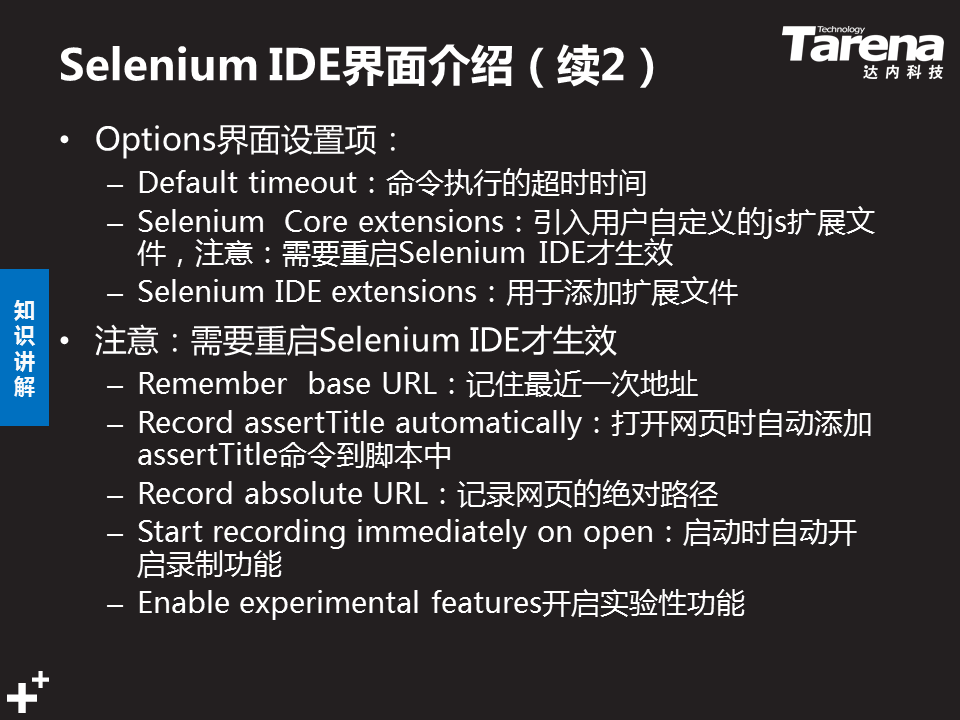 Selenium IDE界面介绍（续2）
Technology
Tarena
达内科技
• Options界面设置项：
– Default timeout：命令执行的超时时间
– Selenium  Core extensions：引入用户自定义的js扩展文
件，注意：需要重启Selenium  IDE才生效
– Selenium IDE extensions：用于添加扩展文件
知
识
讲
解
• 注意：需要重启Selenium IDE才生效
– Remember  base URL：记住最近一次地址
– Record assertTitle automatically：打开网页时自动添加
assertTitle命令到脚本中
– Record absolute URL：记录网页的绝对路径
– Start recording immediately on open：启动时自动开
启录制功能
– Enable experimental features开启实验性功能